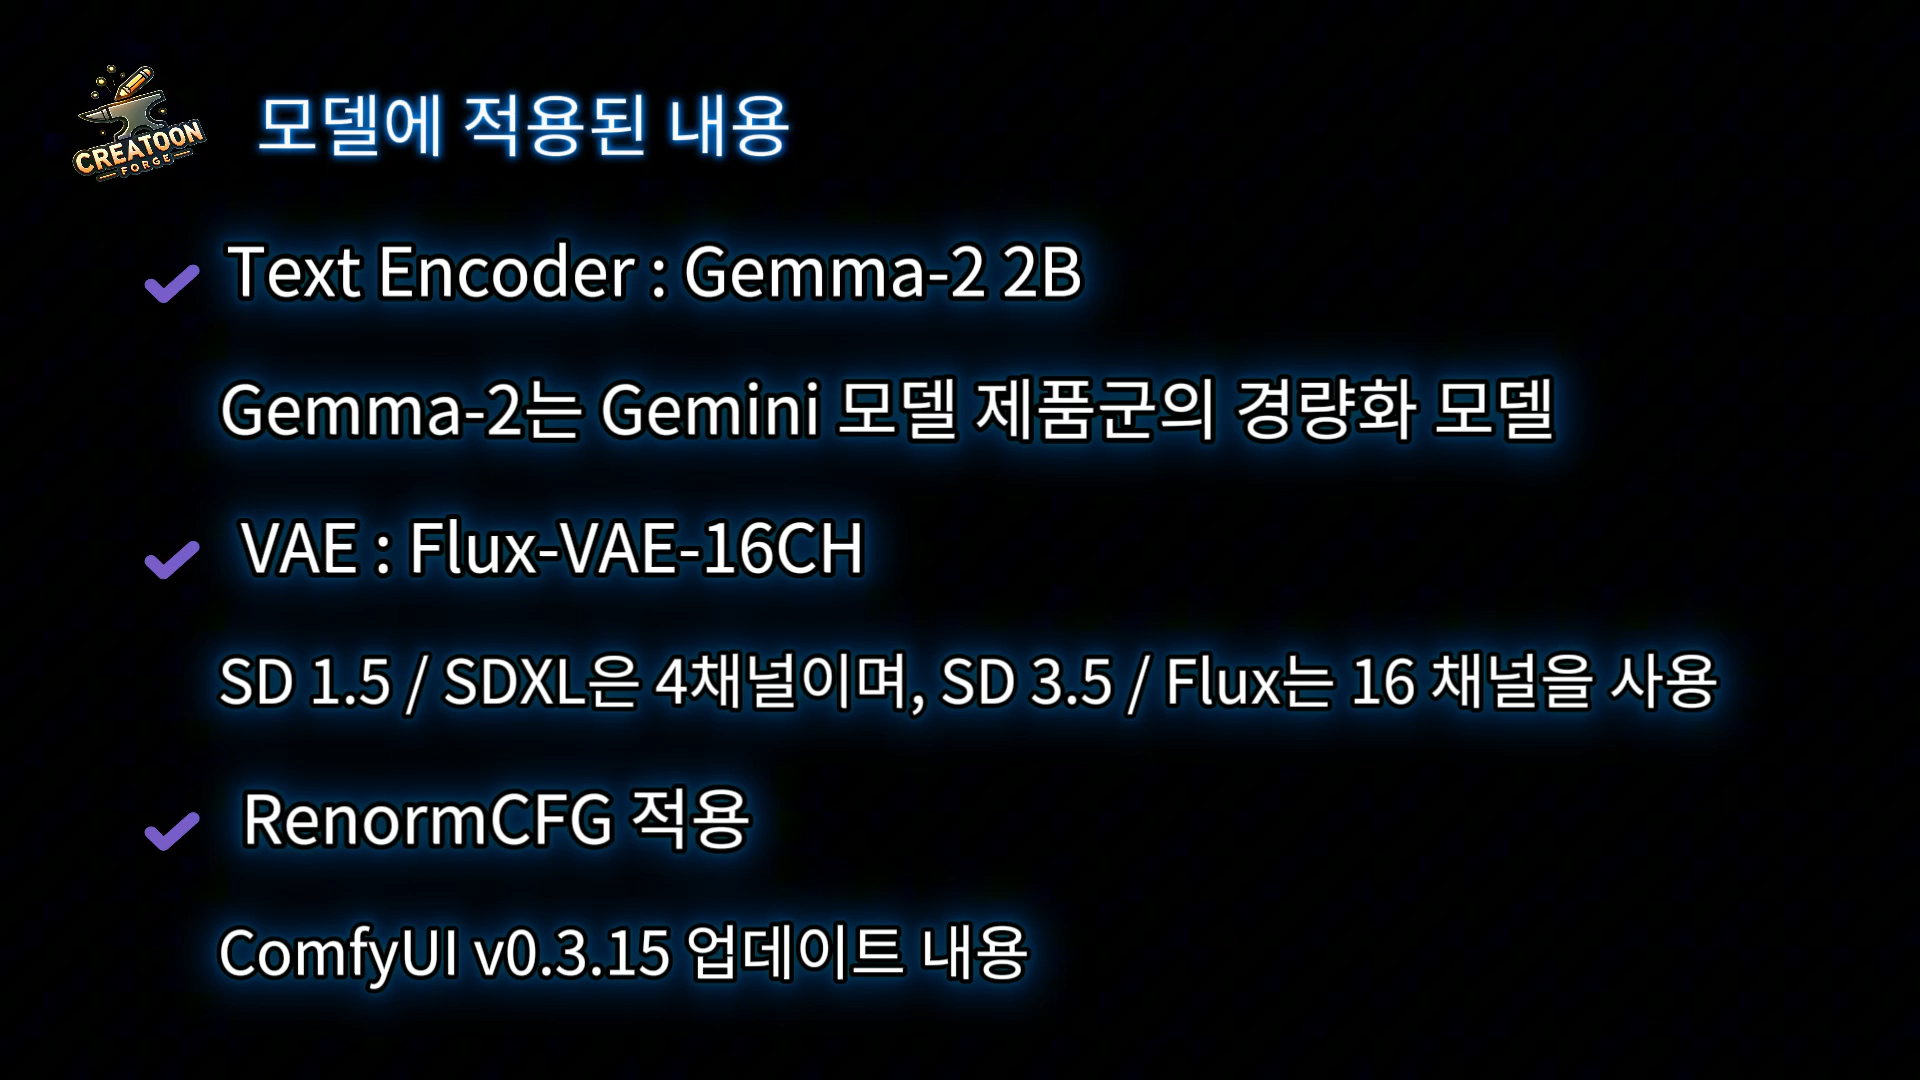 CREATOON
FORGE
모델에 적용된 내용
Text Encoder : Gemma-2 2B
Gemma-2는 Gemini 모델 제품군의 경량화 모델
VAE : Flux-VAE-16CH
SD 1.5 / SDXL은 4채널이며, SD 3.5 / Flux는 16 채널을 사용
RenormCFG 적용
ComfyUI v0.3.15 업데이트 내용